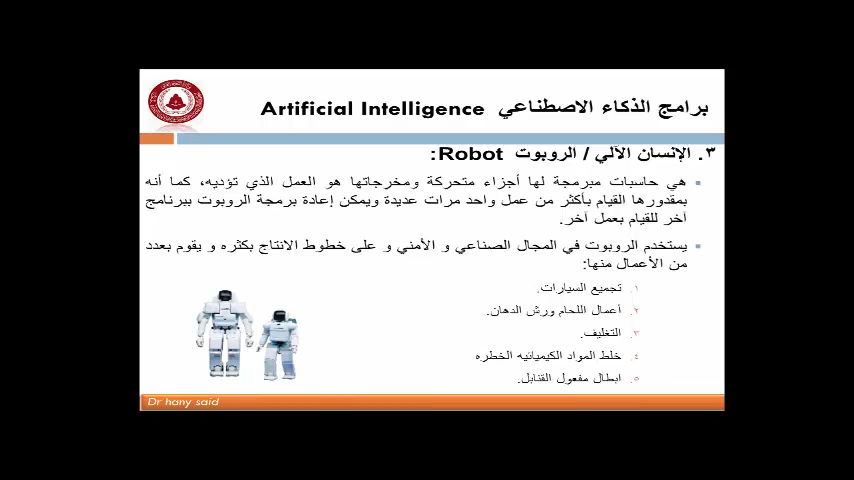 برامج الذكاء الاصطناعي Artificial Intelligence
٣. الإنسان الآلي / الروبوت Robot:
هي حاسبات مبرمجة لها أجزاء متحركة ومخرجاتها هو العمل الذي تؤديه، كما أنه
بمقدورها القيام بأكثر من عمل واحد مرات عديدة ويمكن إعادة برمجة الروبوت ببرنامج
آخر للقيام بعمل آخر.
يستخدم الروبوت في المجال الصناعي و الأمني و على خطوط الانتاج بكثره و يقوم بعدد
من الأعمال منها:
١. تجميع السيارات.
٢. أعمال اللحام ورش الدهان.
٣. التغليف.
٤. خلط المواد الكيميائيه الخطره
٥. ابطال مفعول القنابل.
Dr hany said